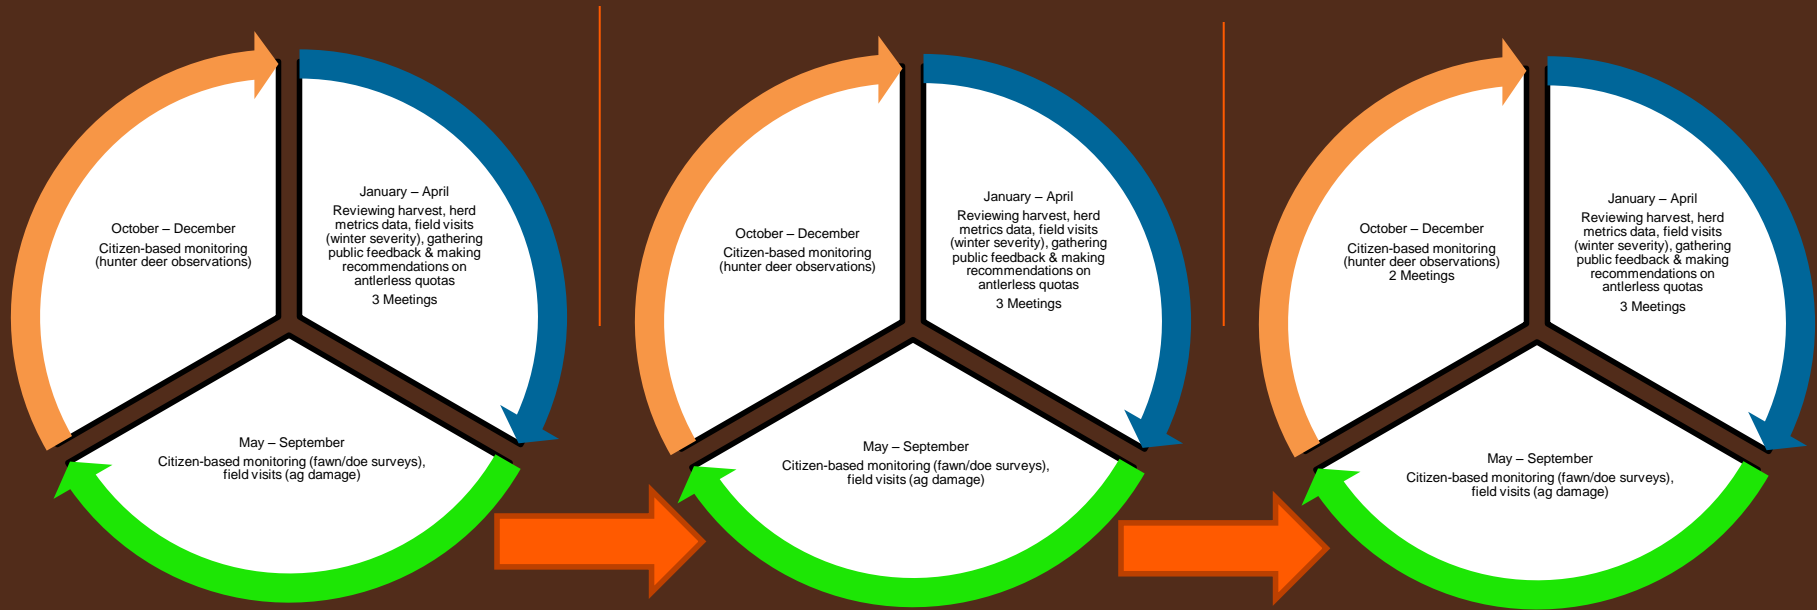 October – December
Citizen-based monitoring
(hunter deer observations)
January – April
Reviewing harvest, herd
metrics data, field visits
(winter severity), gathering
public feedback & making
recommendations on
antlerless quotas
3 Meetings
May – September
Citizen-based monitoring (fawn/doe surveys),
field visits (ag damage)
October – December
Citizen-based monitoring
(hunter deer observations)
January – April
Reviewing harvest, herd
metrics data, field visits
(winter severity), gathering
public feedback & making
recommendations on
antlerless quotas
3 Meetings
May – September
Citizen-based monitoring (fawn/doe surveys),
field visits (ag damage)
October – December
Citizen-based monitoring
(hunter deer observations)
2 Meetings
January – April
Reviewing harvest, herd
metrics data, field visits
(winter severity), gathering
public feedback & making
recommendations on
antlerless quotas
3 Meetings
May – September
Citizen-based monitoring (fawn/doe surveys),
field visits (ag damage)